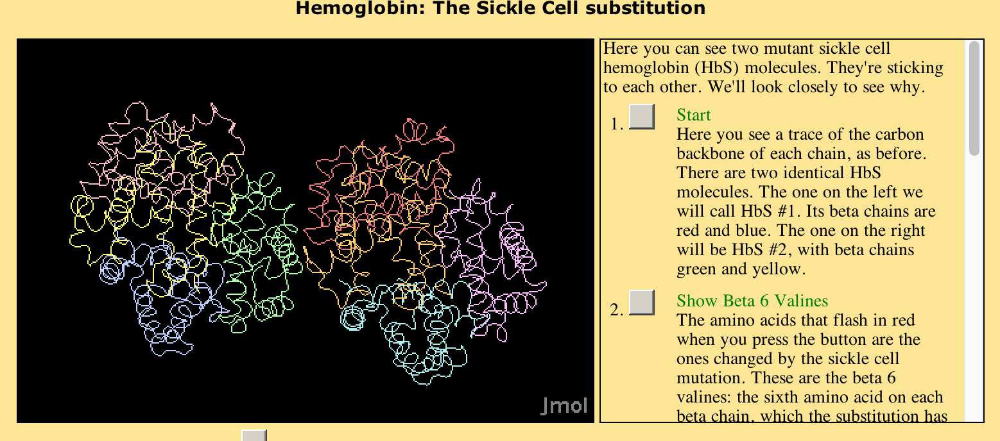 Hemoglobin: The Sickle Cell substitution
Here you can see two mutant sickle cell
hemoglobin (HbS) molecules. They're sticking
to each other. We'll look closely to see why.
1. Start
Here you see a trace of the carbon
backbone of each chain, as before.
There are two identical HbS
molecules. The one on the left we
will call HbS #1. Its beta chains are
red and blue. The one on the right
will be HbS #2, with beta chains
green and yellow.
2. Show Beta 6 Valines
The amino acids that flash in red
when you press the button are the
ones changed by the sickle cell
mutation. These are the beta 6
valines: the sixth amino acid on each
beta chain, which the substitution has
Jmol